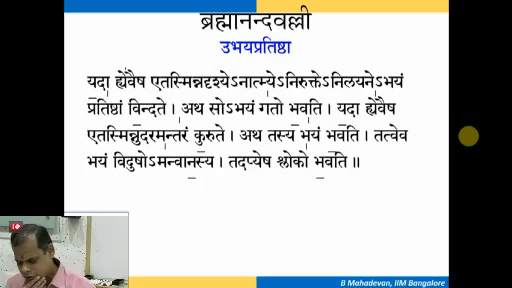 ब्रह्मानन्दवल्ली
उभयप्रतिष्ठा
यदा॒ ह्ये॑वैष॒ एतस्मिन्नदृश्येऽनात्म्येऽनिरुक्तेऽनिलयनेऽभयं
प्रतिष्ठां विन्दते । अथ सोऽभयं गतो भवति । यदा ह्येवैष
एतस्मिन्नुदरमन्तरं कुरुते । अथ तस्य भयं भवति । तत्वेव
भयं विदुषोऽमन्वानस्य । तदप्येष श्लोको भवति ॥
B Mahadevan, IIM Bangalore